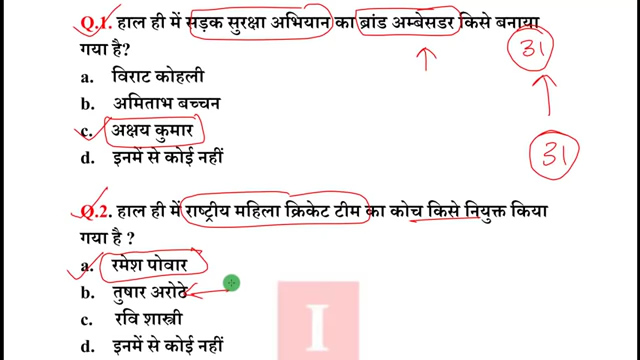 Q.1. हाल ही में सड़क सुरक्षा अभियान का ब्रांड अम्बेसडर किसे बनाया
गया है?
a. विराट कोहली
b. अमिताभ बच्चन
c. अक्षय कुमार
d. इनमें से कोई नहीं
31
31
Q.2. हाल ही में राष्ट्रीय महिला क्रिकेट टीम का कोच किसे नियुक्त किया
गया है ?
a. रमेश पोवार
b. तुषार अरोठे
c. रवि शास्त्री
d. इनमें से कोई नहीं
I